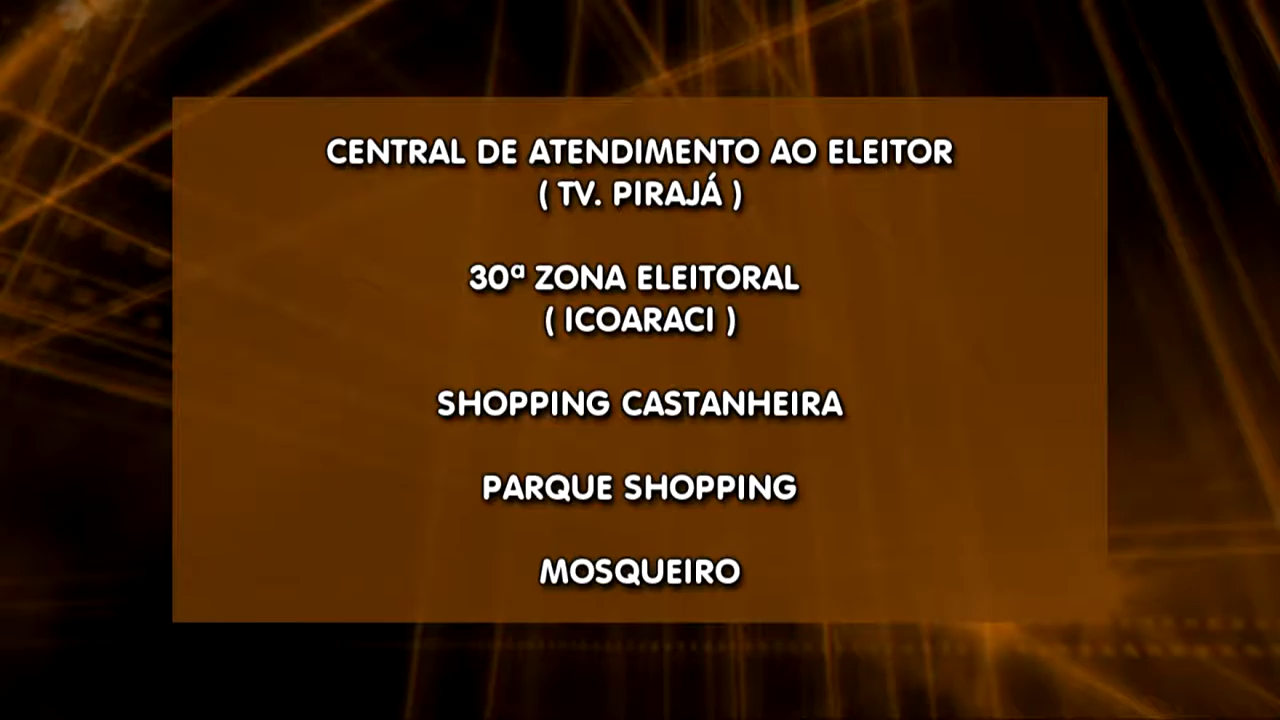 CENTRAL DE ATENDIMENTO AO ELEITOR
( TV. PIRAJÁ )
30ª ZONA ELEITORAL
( ICOARACI )
SHOPPING CASTANHEIRA
PARQUE SHOPPING
MOSQUEIRO